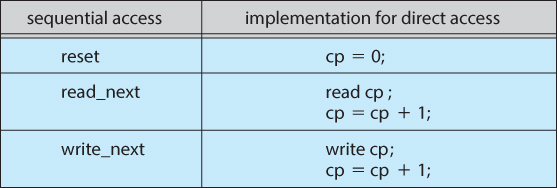 sequential access implementation for direct access
reset cp = 0;
read_next read cp ;
cp = cp + 1;
write_next write cp;
cp = cp + 1;